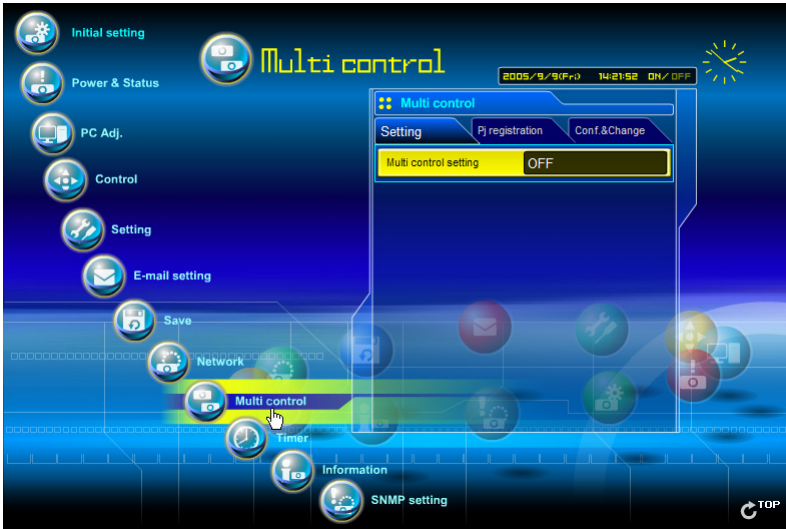 Initial setting
Multi control
Power & Status
2005/9/9(Fri) 14:21:52 ON/OFF
Multi control
PC Adj.
Setting Pj registration Conf.&Change
Multi control setting OFF
Control
Setting
E-mail setting
Save
Network
Multi control
Timer
Information
SNMP setting
TOP